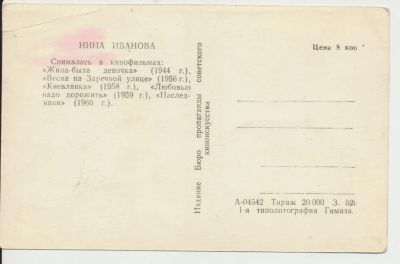 НИНА ИВАНОВА
Снималась в кинофильмах:
«Жила-была девочка» (1944 г.),
«Весна на Заречной улице» (1956 г.),
«Киевлянка» (1958 г.), «Любовью
надо дорожить» (1959 г.), «Наслед-
ники» (1960 г.).
Издание Бюро пропаганды советского
киноискусства
Цена 8 коп
А-04542 Тираж 20 000 З. 520
1-я типолитография Гимиза.